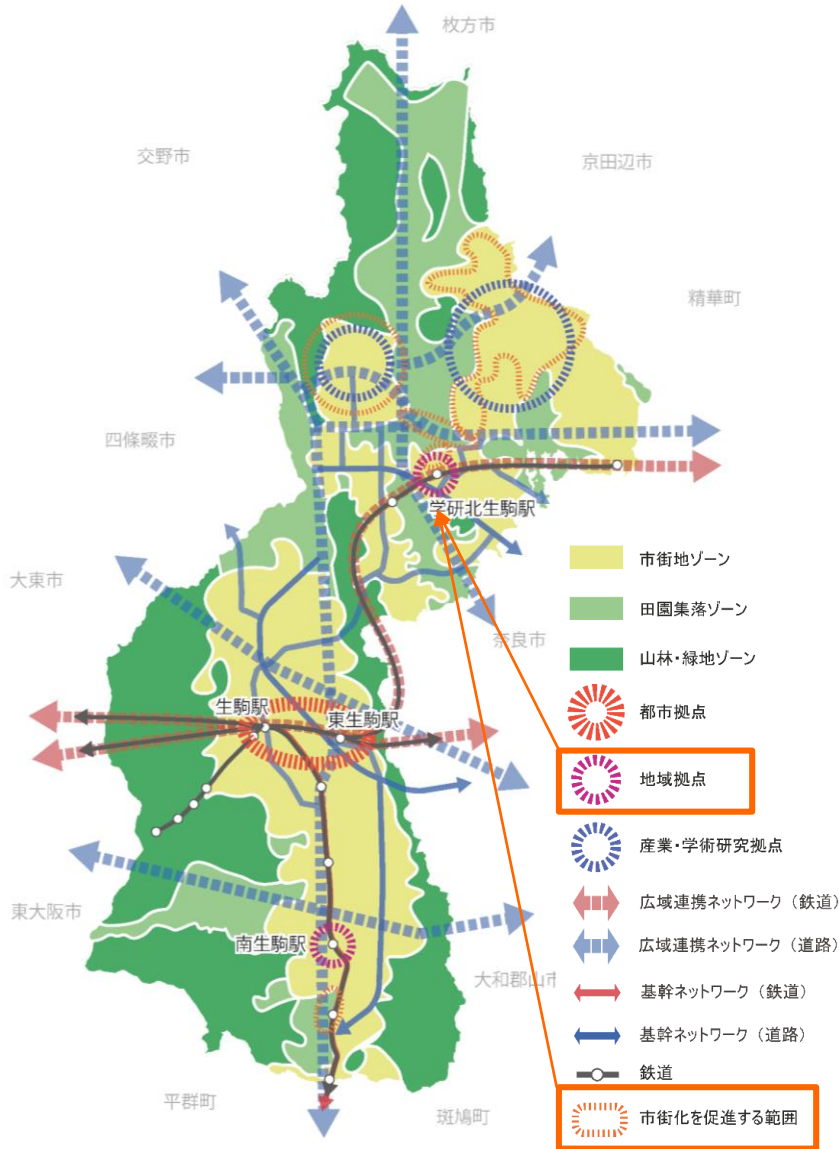 枚方市
交野市
京田辺市
精華町
四條畷市
学研北生駒駅
大東市
奈良市
生駒駅
東生駒駅
東大阪市
南生駒駅
大和郡山市
平群町
斑鳩町
市街地ゾーン
田園集落ゾーン
山林・緑地ゾーン
都市拠点
地域拠点
産業・学術研究拠点
広域連携ネットワーク（鉄道）
広域連携ネットワーク（道路）
基幹ネットワーク（鉄道）
基幹ネットワーク（道路）
鉄道
市街化を促進する範囲